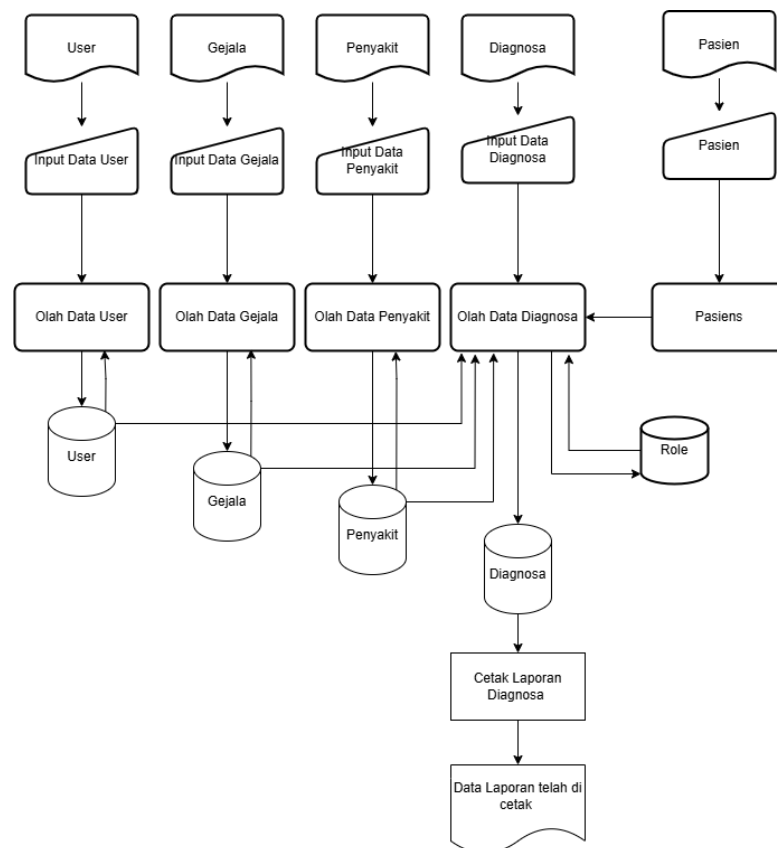 User
Gejala
Penyakit
Diagnosa
Pasien
Input Data User
Input Data Gejala
Input Data
Penyakit
Input Data
Diagnosa
Pasien
Olah Data User
Olah Data Gejala
Olah Data Penyakit
Olah Data Diagnosa
Pasiens
User
Gejala
Penyakit
Role
Diagnosa
Cetak Laporan
Diagnosa
Data Laporan telah di
cetak